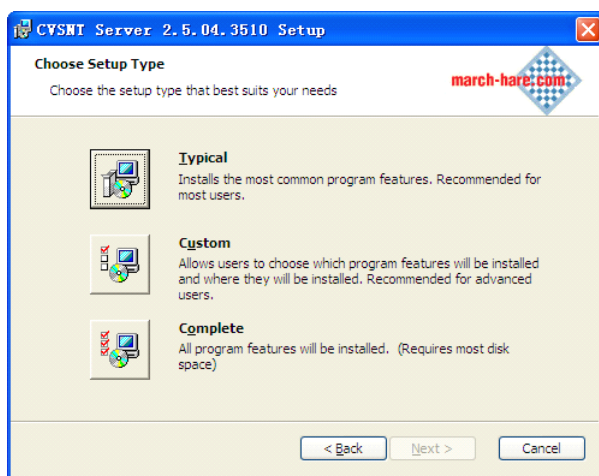 CVSNT Server 2.5.04.3510 Setup
Choose Setup Type
Choose the setup type that best suits your needs
march-hare.com
Typical
Installs the most common program features. Recommended for
most users.
Custom
Allows users to choose which program features will be installed
and where they will be installed. Recommended for advanced
users.
Complete
All program features will be installed. (Requires most disk
space)
< Back
Next >
Cancel